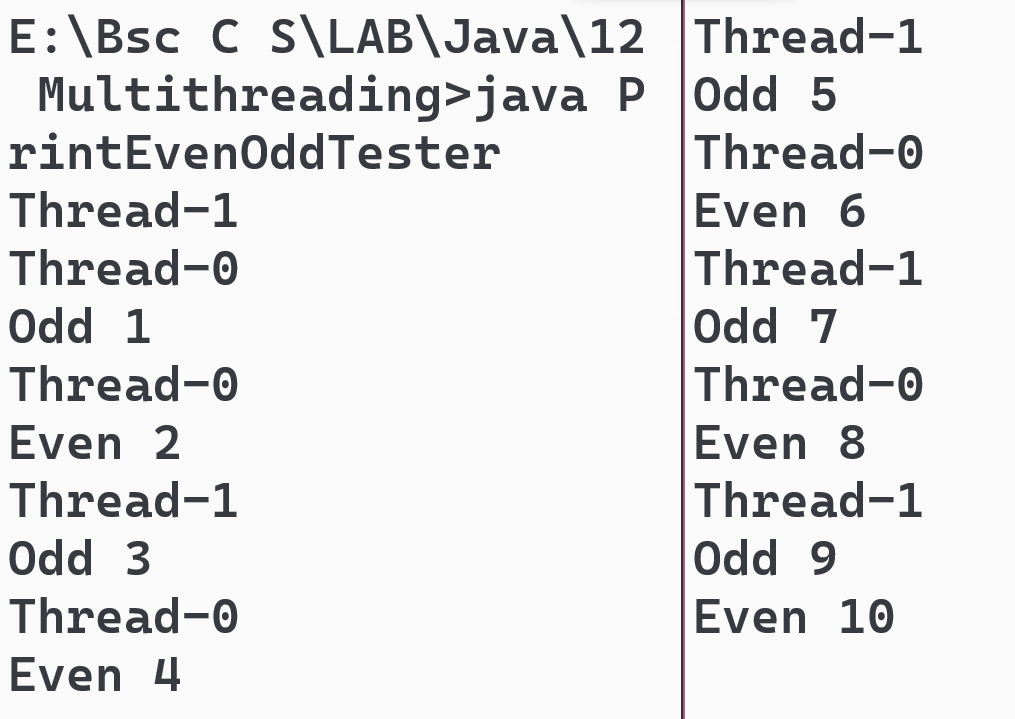 E:\Bsc C S\LAB\Java\12
 Multithreading>java P
rintEvenOddTester
Thread-1
Thread-0
Odd 1
Thread-0
Even 2
Thread-1
Odd 3
Thread-0
Even 4
Thread-1
Odd 5
Thread-0
Even 6
Thread-1
Odd 7
Thread-0
Even 8
Thread-1
Odd 9
Even 10